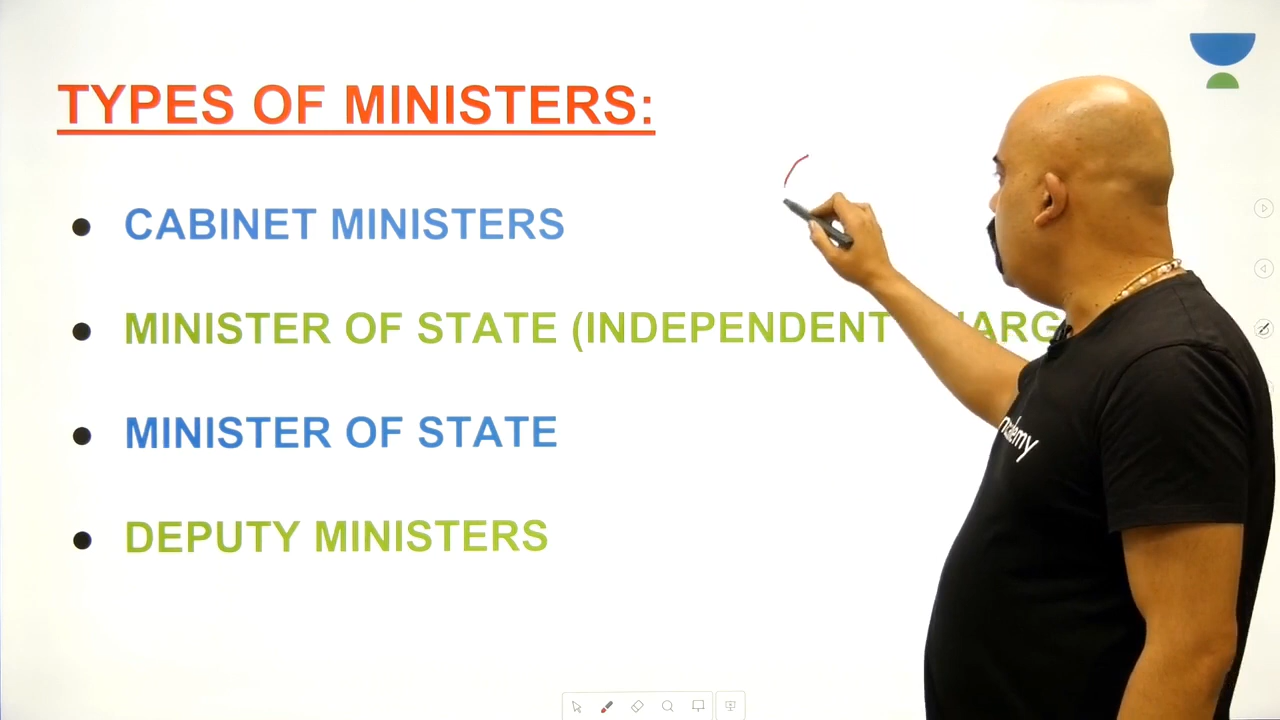 TYPES OF MINISTERS:
CABINET MINISTERS
MINISTER OF STATE (INDEPENDENT
MINISTER OF STATE
DEPUTY MINISTERS